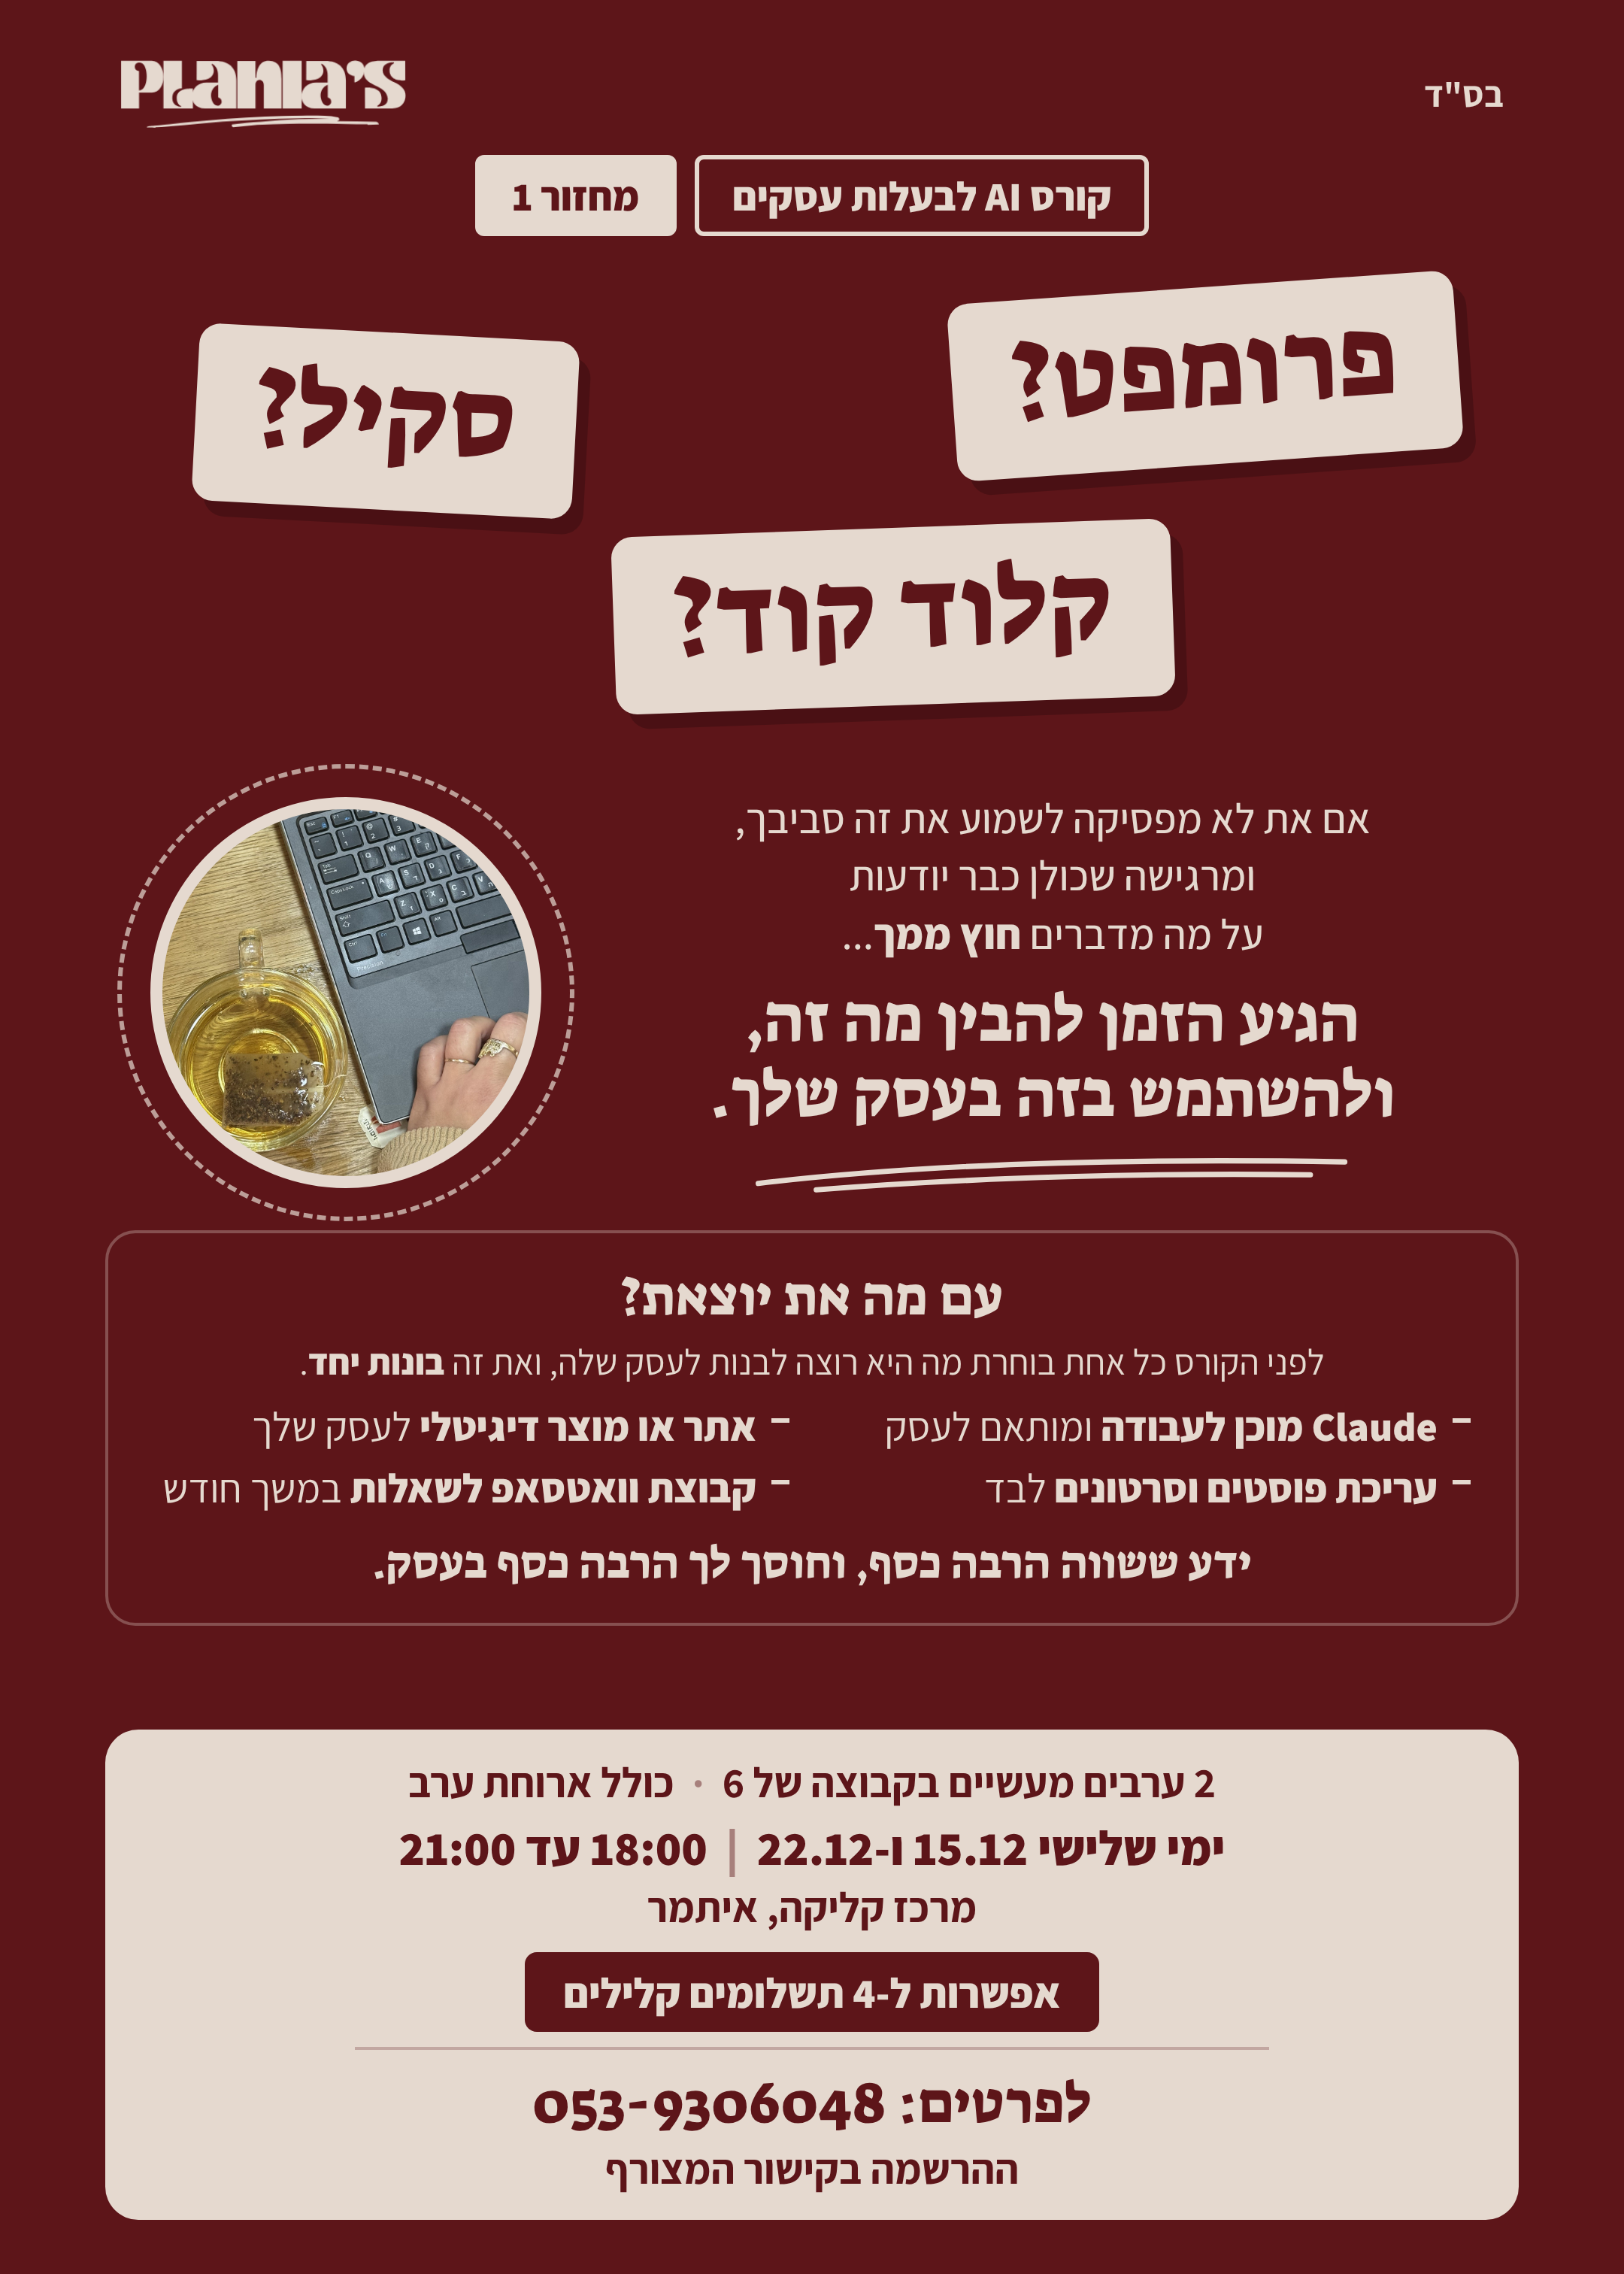 בס"ד
PLANIA'S
קורס AI לבעלות עסקים
מחזור 1
פרומפט?
סקיל?
קלוד קוד?
אם את לא מפסיקה לשמוע את זה סביבך,
ומרגישה שכולן כבר יודעות
על מה מדברים חוץ ממך...
הגיע הזמן להבין מה זה,
ולהשתמש בזה בעסק שלך.
עם מה את יוצאת?
לפני הקורס כל אחת בוחרת מה היא רוצה לבנות לעסק שלה, ואת זה בונות יחד.
– Claude מוכן לעבודה ומותאם לעסק
– אתר או מוצר דיגיטלי לעסק שלך
– עריכת פוסטים וסרטונים לבד
– קבוצת וואטסאפ לשאלות במשך חודש
ידע ששווה הרבה כסף, וחוסך לך הרבה כסף בעסק.
2 ערבים מעשיים בקבוצה של 6 • כולל ארוחת ערב
ימי שלישי 15.12 ו-22.12 | 18:00 עד 21:00
מרכז קליקה, איתמר
אפשרות ל-4 תשלומים קלילים
לפרטים: 053-9306048
ההרשמה בקישור המצורף